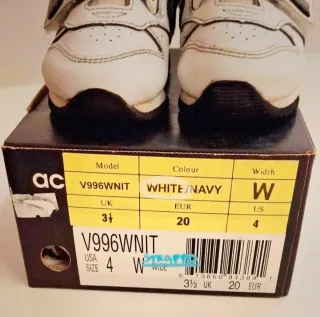 Model Colour Width
ac V996WNIT WHITE/NAVY W
UK EUR US
3½ 20 4
V996WNIT
USA SIZE 4 W WIDE
3½ UK 20 EUR